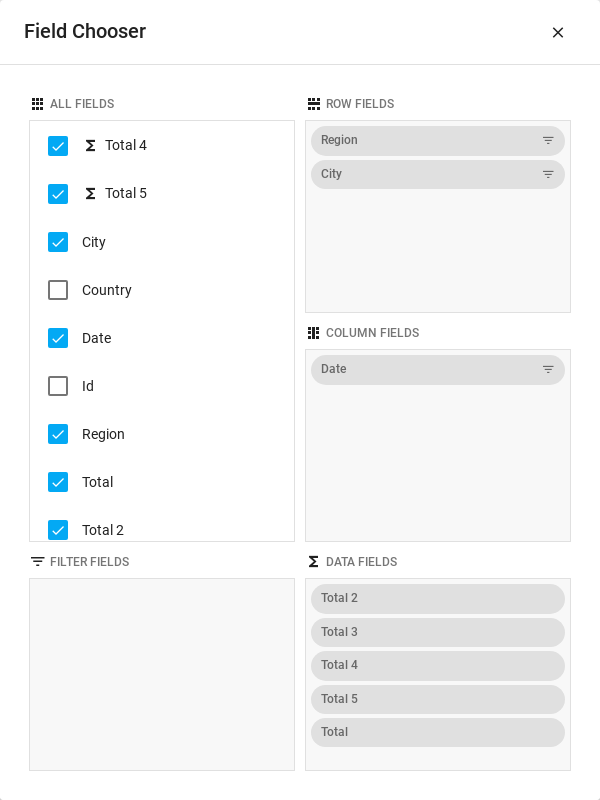 Field Chooser
ALL FIELDS
Total 4
Total 5
City
Country
Date
Id
Region
Total
Total 2
ROW FIELDS
Region
City
COLUMN FIELDS
Date
FILTER FIELDS
DATA FIELDS
Total 2
Total 3
Total 4
Total 5
Total